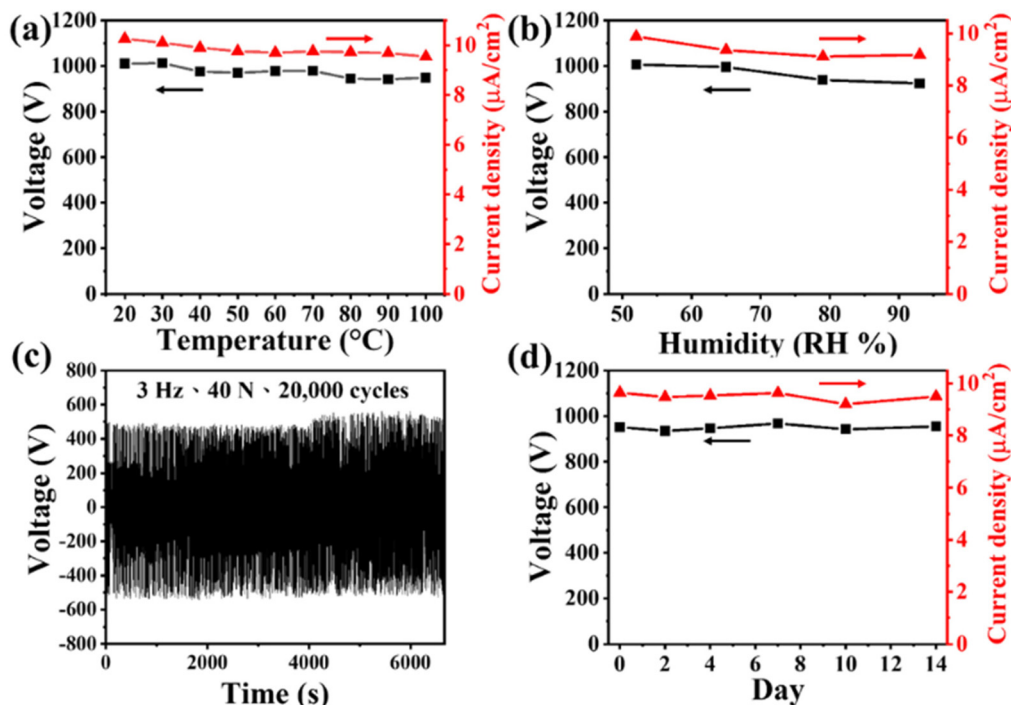 (a)
1200
1000
800
600
400
200
0
Voltage (V)
20 30 40 50 60 70 80 90 100
Temperature (°C)
10
8
6
4
2
0
Current density (μA/cm²)
(b)
1200
1000
800
600
400
200
0
Voltage (V)
50 60 70 80 90
Humidity (RH %)
10
8
6
4
2
0
Current density (μA/cm²)
(c)
3 Hz、40 N、20,000 cycles
800
600
400
200
0
-200
-400
-600
-800
Voltage (V)
0 2000 4000 6000
Time (s)
(d)
1200
1000
800
600
400
200
0
Voltage (V)
0 2 4 6 8 10 12 14
Day
10
8
6
4
2
0
Current density (μA/cm²)